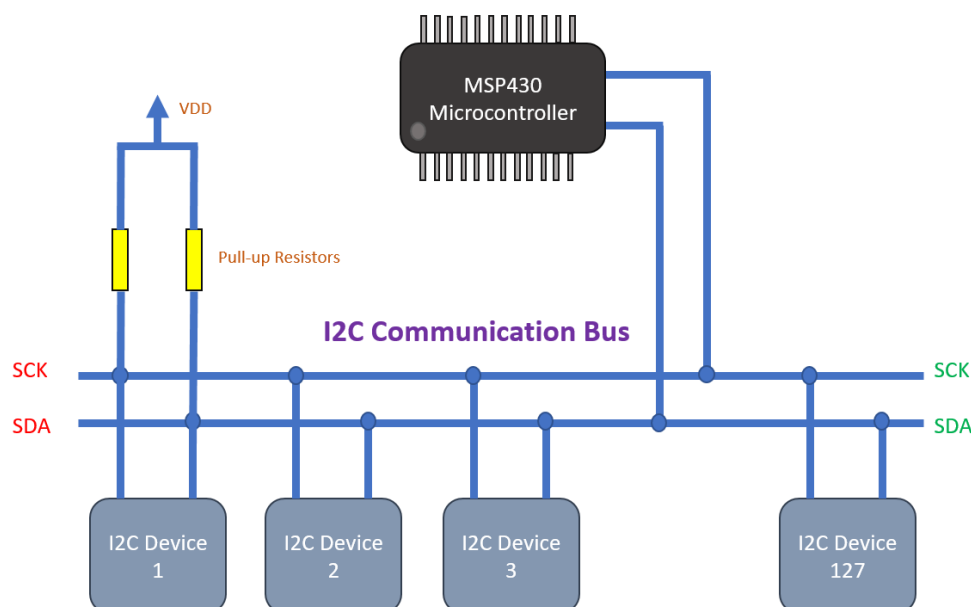 MSP430
Microcontroller
VDD
Pull-up Resistors
I2C Communication Bus
SCK
SCK
SDA
SDA
I2C Device
1
I2C Device
2
I2C Device
3
I2C Device
127